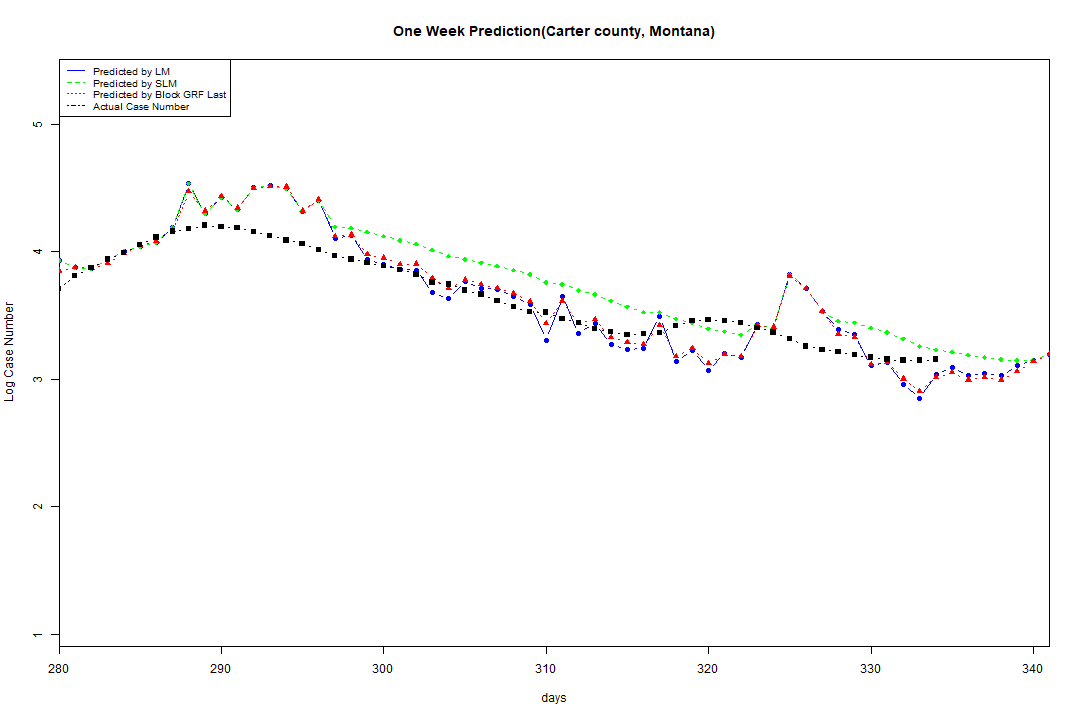 One Week Prediction(Carter county, Montana)
Predicted by LM
Predicted by SLM
Predicted by Block GRF Last
Actual Case Number
5
4
3
2
1
Log Case Number
280 290 300 310 320 330 340
days